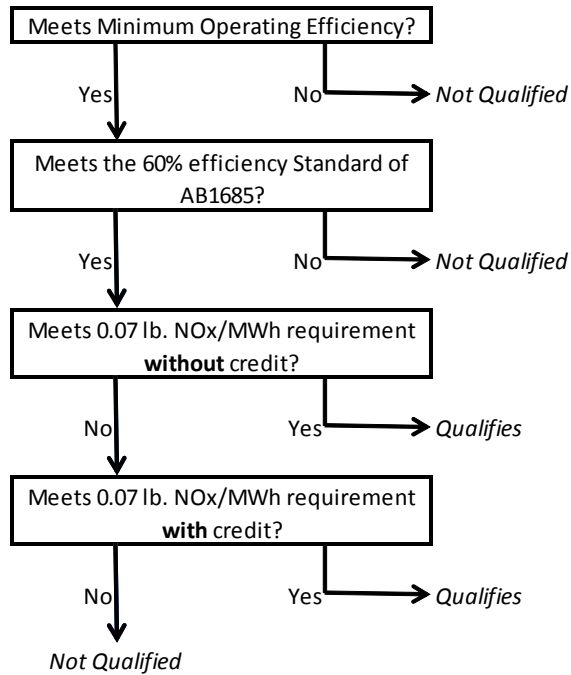 Meets Minimum Operating Efficiency?
Yes
No
Not Qualified
Meets the 60% efficiency Standard of
AB1685?
Yes
No
Not Qualified
Meets 0.07 lb. NOx/MWh requirement
without credit?
No
Yes
Qualifies
Meets 0.07 lb. NOx/MWh requirement
with credit?
No
Yes
Qualifies
Not Qualified